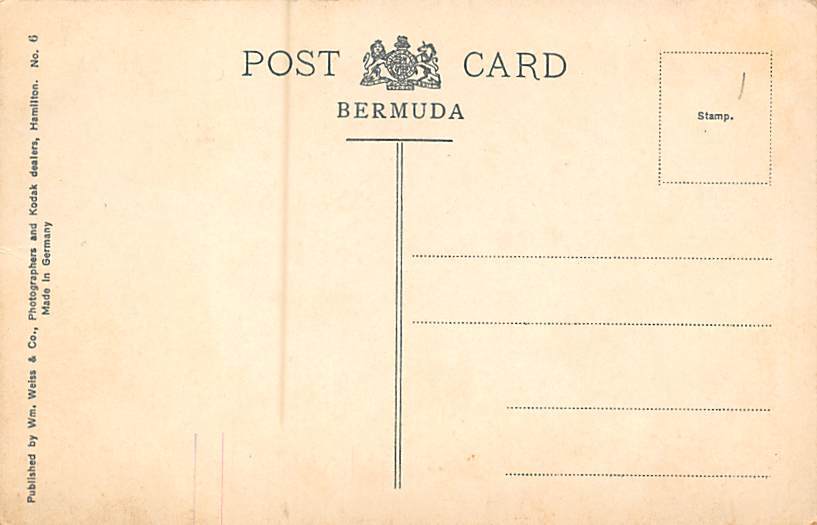 POST CARD
BERMUDA
Stamp.
Published by Wm. Weiss & Co., Photographers and Kodak dealers, Hamilton. No. 6
Made in Germany